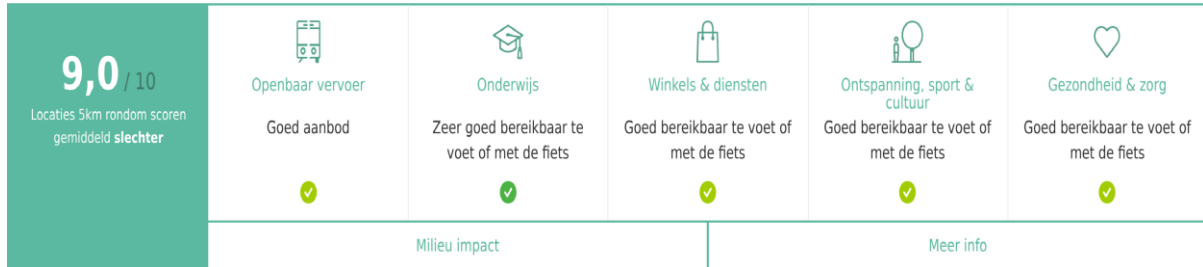 9,0 / 10
Locaties 5km rondom scoren
gemiddeld slechter
Openbaar vervoer
Goed aanbod
Onderwijs
Zeer goed bereikbaar te
voet of met de fiets
Winkels & diensten
Goed bereikbaar te voet of
met de fiets
Ontspanning, sport &
cultuur
Goed bereikbaar te voet of
met de fiets
Gezondheid & zorg
Goed bereikbaar te voet of
met de fiets
Milieu impact
Meer info